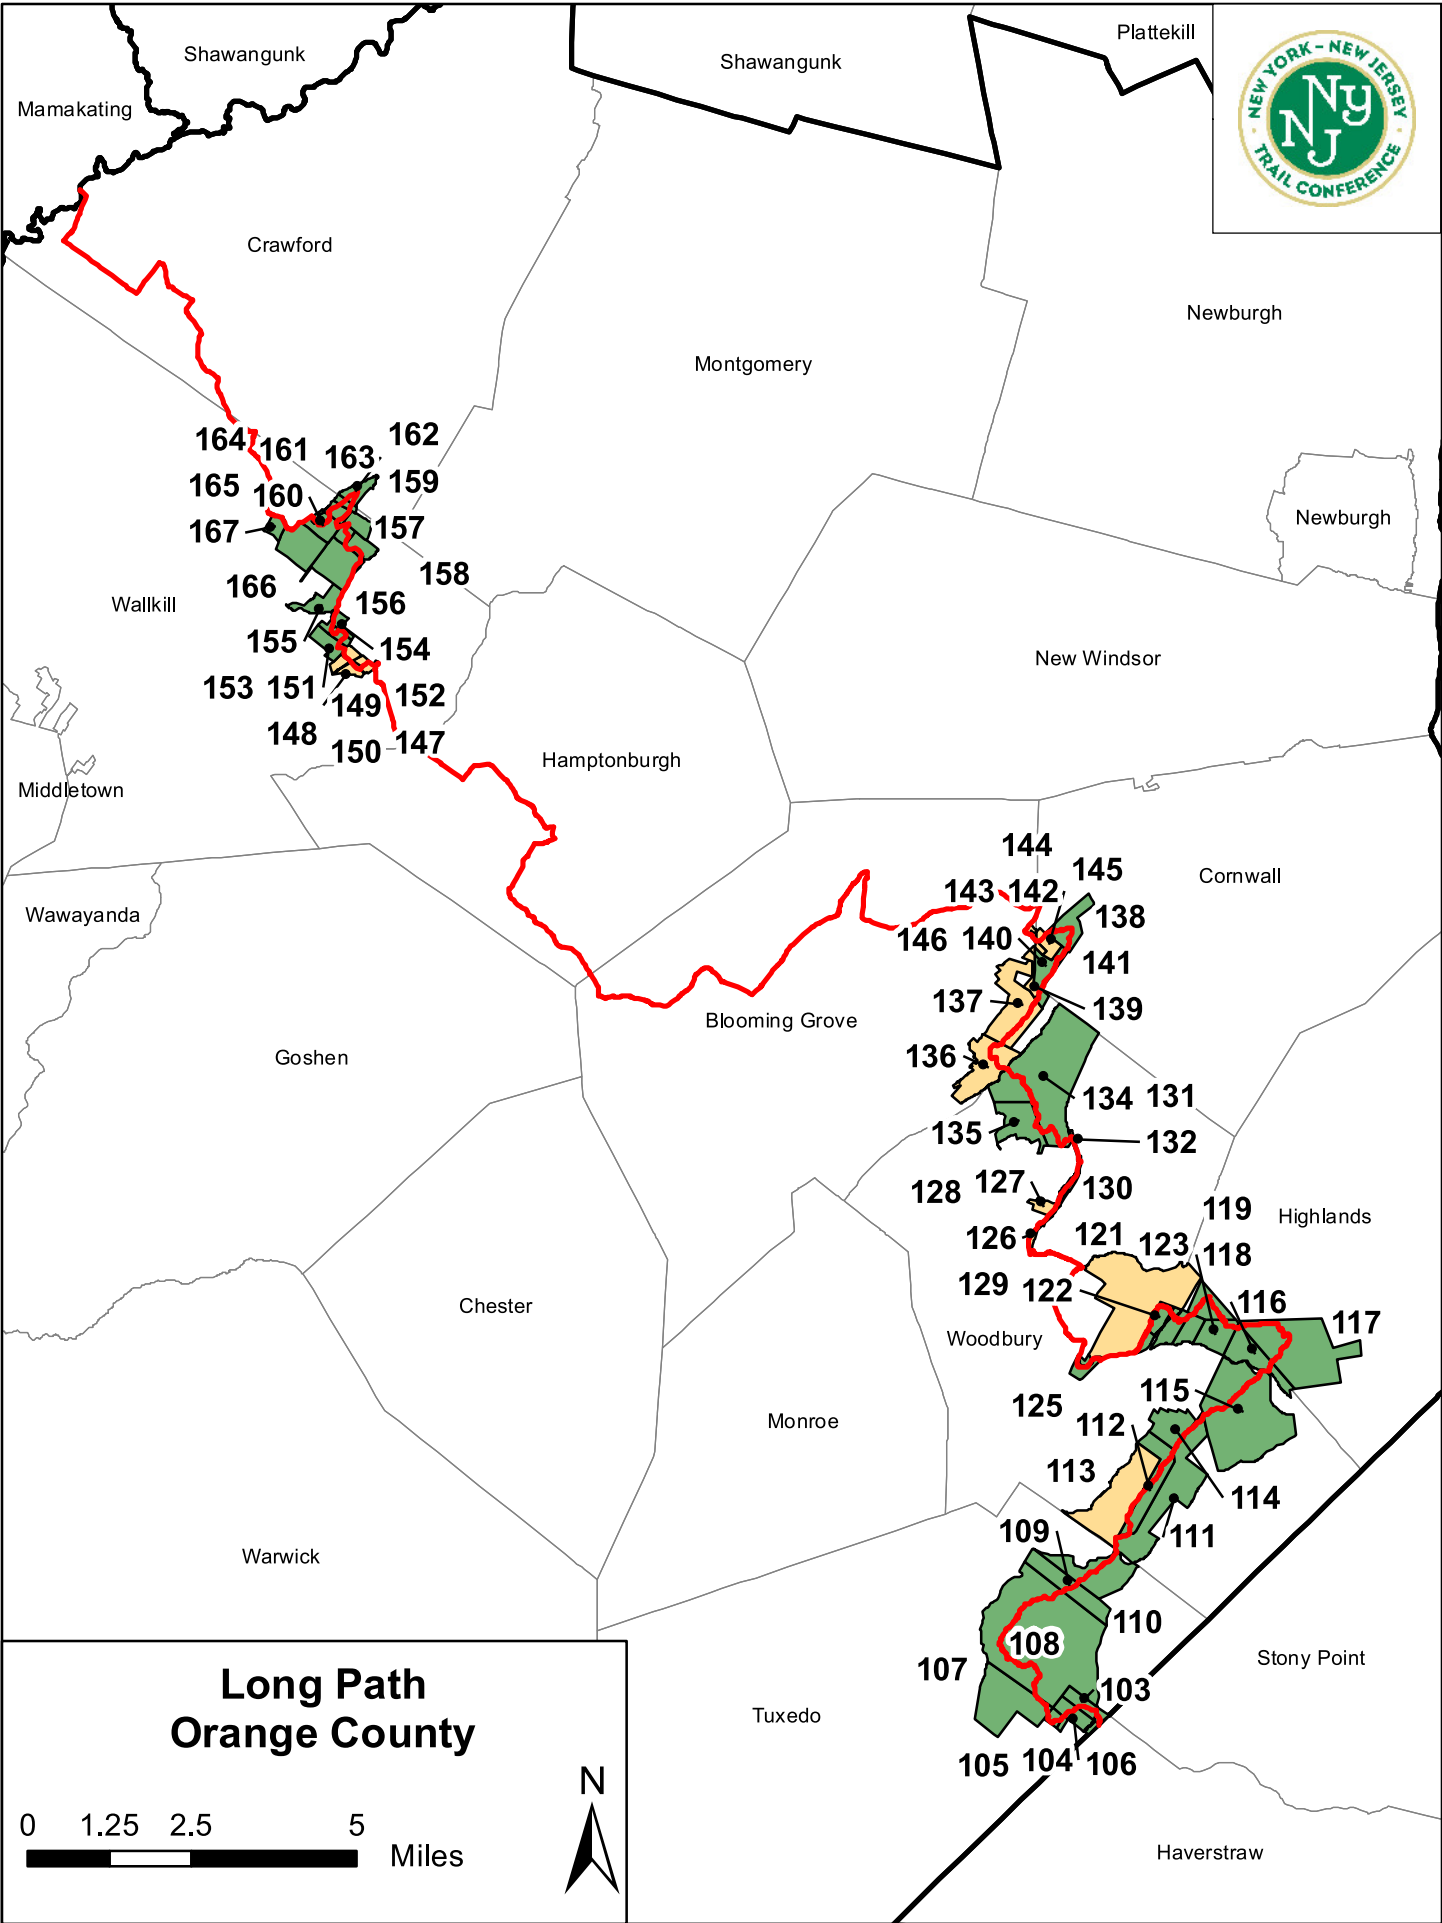 Shawangunk
Shawangunk
Plattekill
NEW YORK – NEW JERSEY
NY
NJ
TRAIL CONFERENCE
Mamakating
Crawford
Newburgh
Montgomery
164
161
163
162
165
160
159
167
157
Newburgh
166
158
Wallkill
156
155
154
New Windsor
153
151
149
152
148
150
147
Hamptonburgh
Middletown
144
145
Cornwall
143
142
138
Wawayanda
146
140
141
137
139
Blooming Grove
136
Goshen
134
131
135
132
128
127
130
119
Highlands
126
121
123
118
129
122
116
117
Chester
Woodbury
125
115
Monroe
112
113
114
109
111
Warwick
110
108
107
Stony Point
103
Tuxedo
105
104
106
Haverstraw
Long Path
Orange County
N
0
1.25
2.5
5
Miles